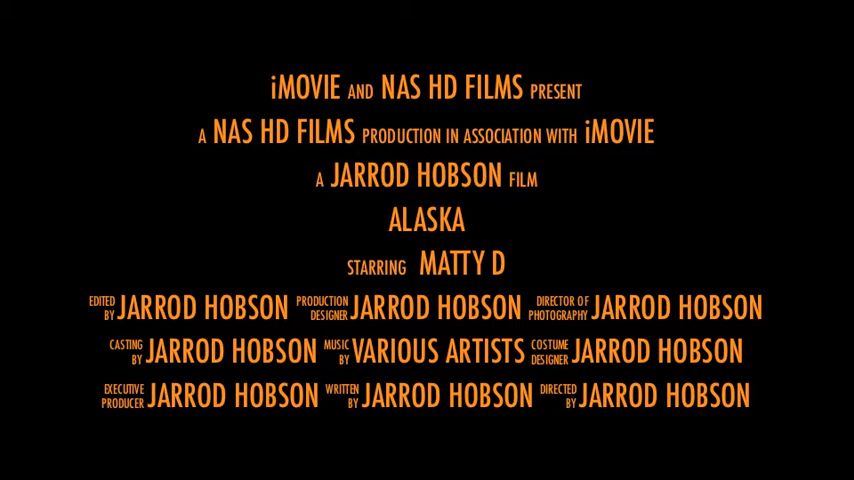 iMOVIE AND NAS HD FILMS PRESENT
A NAS HD FILMS PRODUCTION IN ASSOCIATION WITH iMOVIE
A JARROD HOBSON FILM
ALASKA
STARRING MATTY D
EDITED BY JARROD HOBSON PRODUCTION DESIGNER JARROD HOBSON DIRECTOR OF PHOTOGRAPHY JARROD HOBSON
CASTING BY JARROD HOBSON MUSIC BY VARIOUS ARTISTS COSTUME DESIGNER JARROD HOBSON
EXECUTIVE PRODUCER JARROD HOBSON WRITTEN BY JARROD HOBSON DIRECTED BY JARROD HOBSON